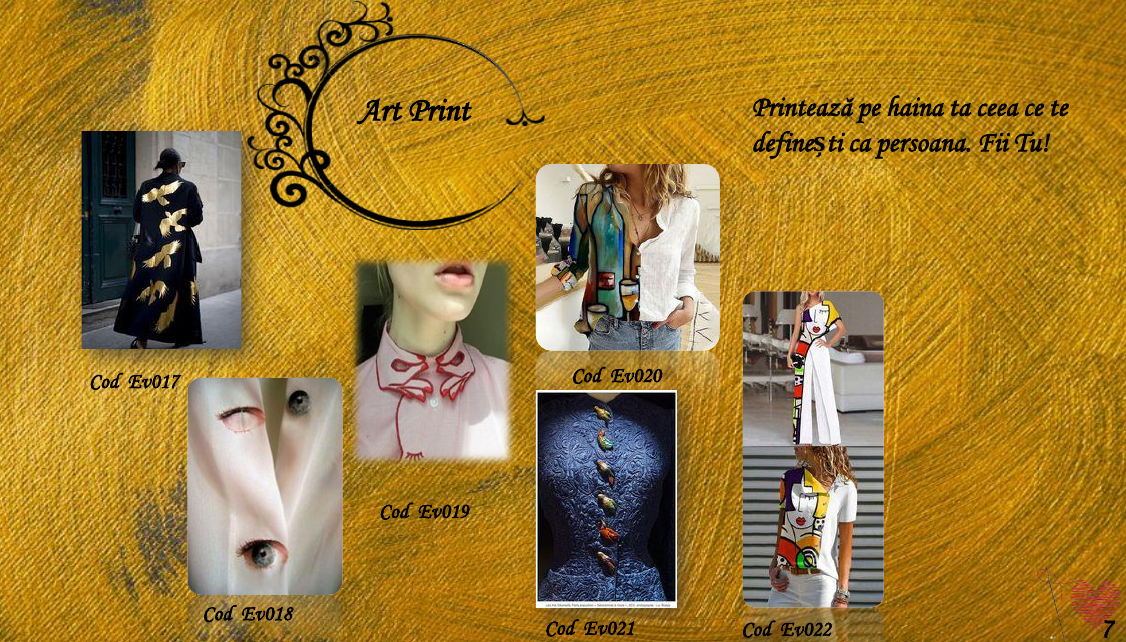 Art Print
Printează pe haina ta ceea ce te
definești ca persoana. Fii Tu!
Cod Ev017
Cod Ev020
Cod Ev019
Cod Ev018
Cod Ev021
Cod Ev022
7